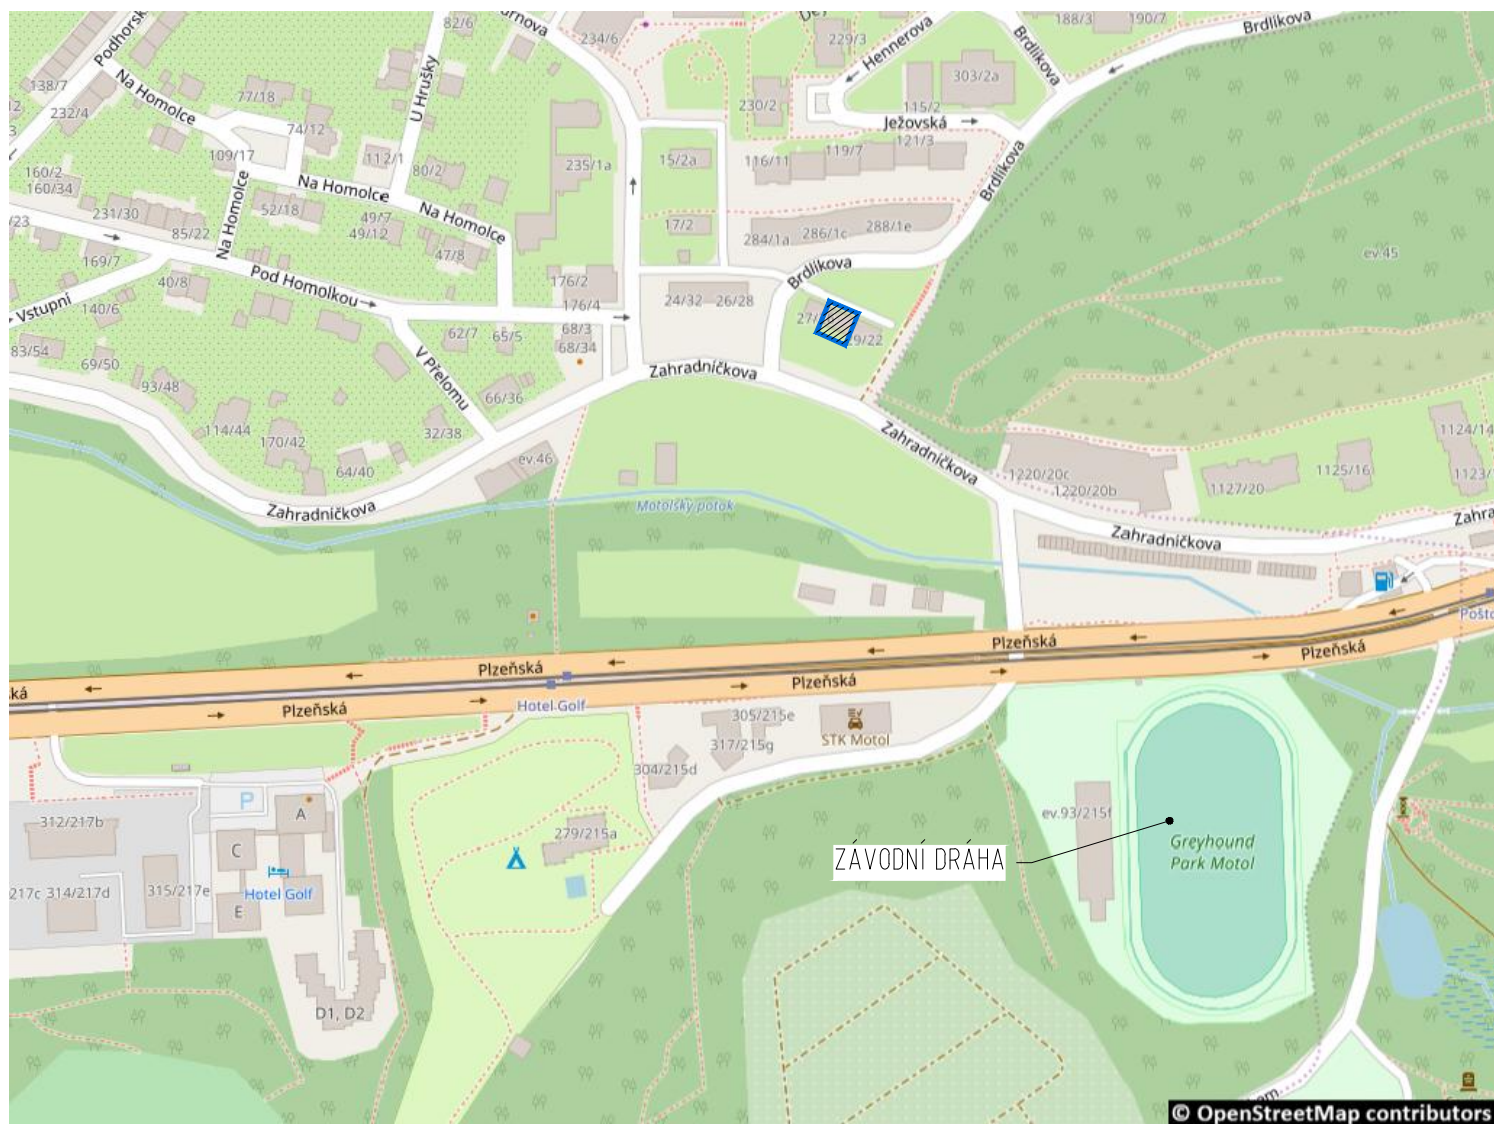 Podhorsk
82/6
urnova
234/6
229/3
Hennerova
188/3
190/7
Brdlíkova
Brdlíkova
138/7
232/4
Na Homolce
77/18
U Hrušky
230/2
303/2a
115/2
Ježovská
74/12
109/17
112/1
80/2
235/1a
15/2a
116/11
119/7
121/3
160/2
160/34
Na Homolce
Na Homolce
Na Homolce
Brdlíkova
231/30
52/18
49/7
49/12
17/2
/23
85/22
169/7
47/8
284/1a
286/1c
288/1e
ev.45
40/8
Pod Homolkou
176/2
Brdlíkova
Vstupní
140/6
176/4
24/32
26/28
27/
29/22
83/54
62/7
65/5
68/3
68/34
69/50
93/48
V Přelomu
Zahradníčkova
66/36
114/44
170/42
32/38
Zahradníčkova
1124/14
64/40
ev.46
1220/20c
1220/20b
1127/20
1125/16
1123/
Zahradníčkova
Motolský potok
Zahradníčkova
Zahra
Pošto
Plzeňská
Plzeňská
Plzeňská
Plzeňská
Plzeňská
ská
Hotel Golf
305/215e
317/215g
STK Motol
304/215d
P
A
312/217b
279/215a
ev.93/215f
C
ZÁVODNÍ DRÁHA
Greyhound
Park Motol
217c
314/217d
315/217e
Hotel Golf
E
D1, D2
ham
© OpenStreetMap contributors